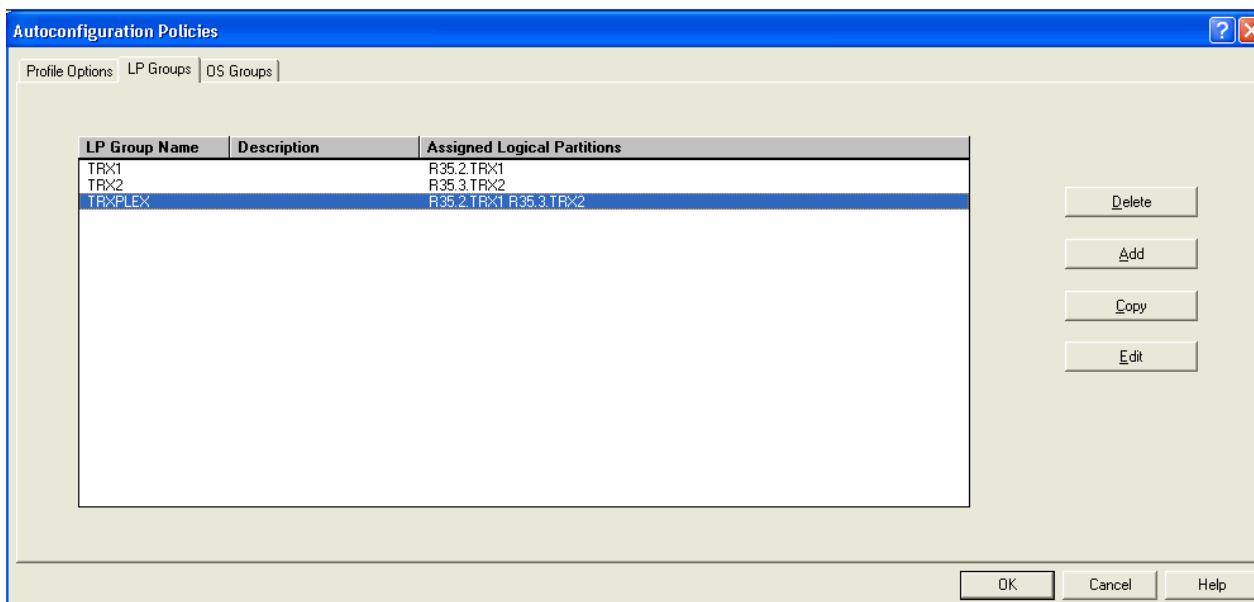 Autoconfiguration Policies
Profile Options LP Groups OS Groups
LP Group Name Description Assigned Logical Partitions
TRX1 R35.2.TRX1
TRX2 R35.3.TRX2
TRXPLEX R35.2.TRX1 R35.3.TRX2
Delete
Add
Copy
Edit
OK Cancel Help